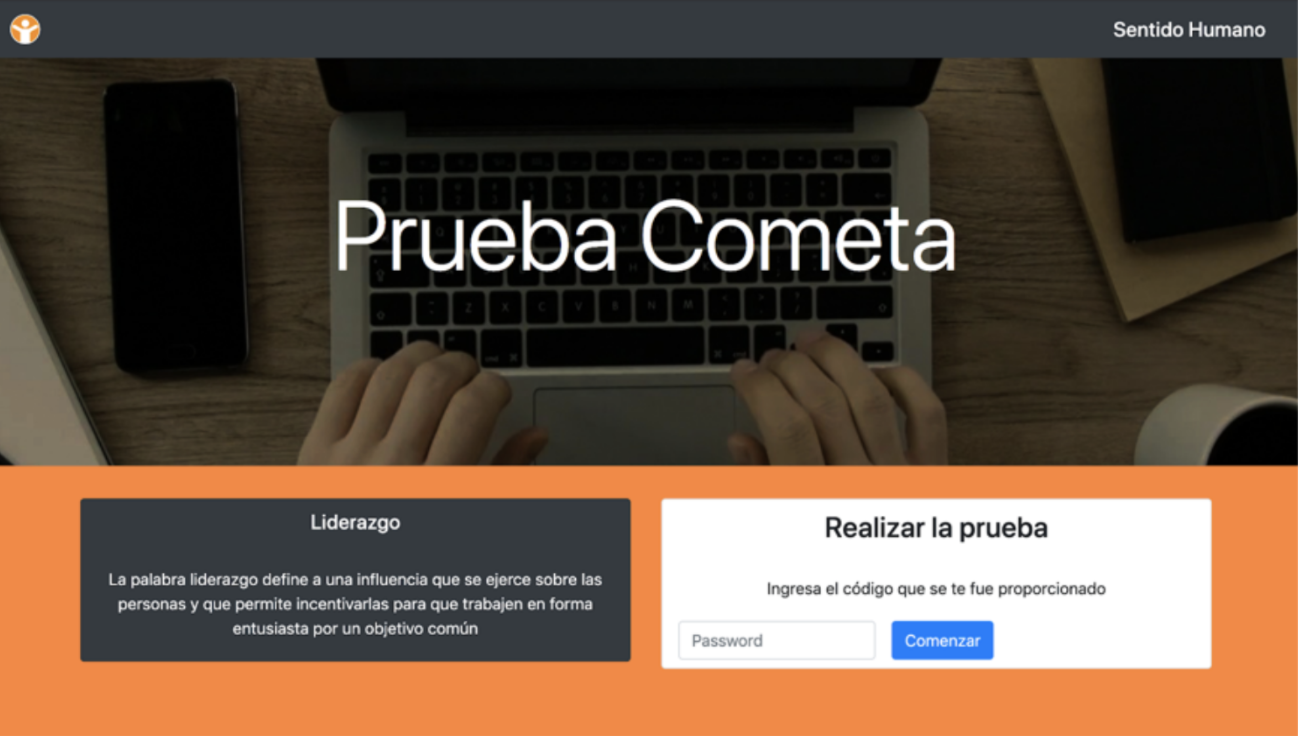 Sentido Humano
Prueba Cometa
Liderazgo
La palabra liderazgo define a una influencia que se ejerce sobre las
personas y que permite incentivarlas para que trabajen en forma
entusiasta por un objetivo común
Realizar la prueba
Ingresa el código que se te fue proporcionado
Password
Comenzar